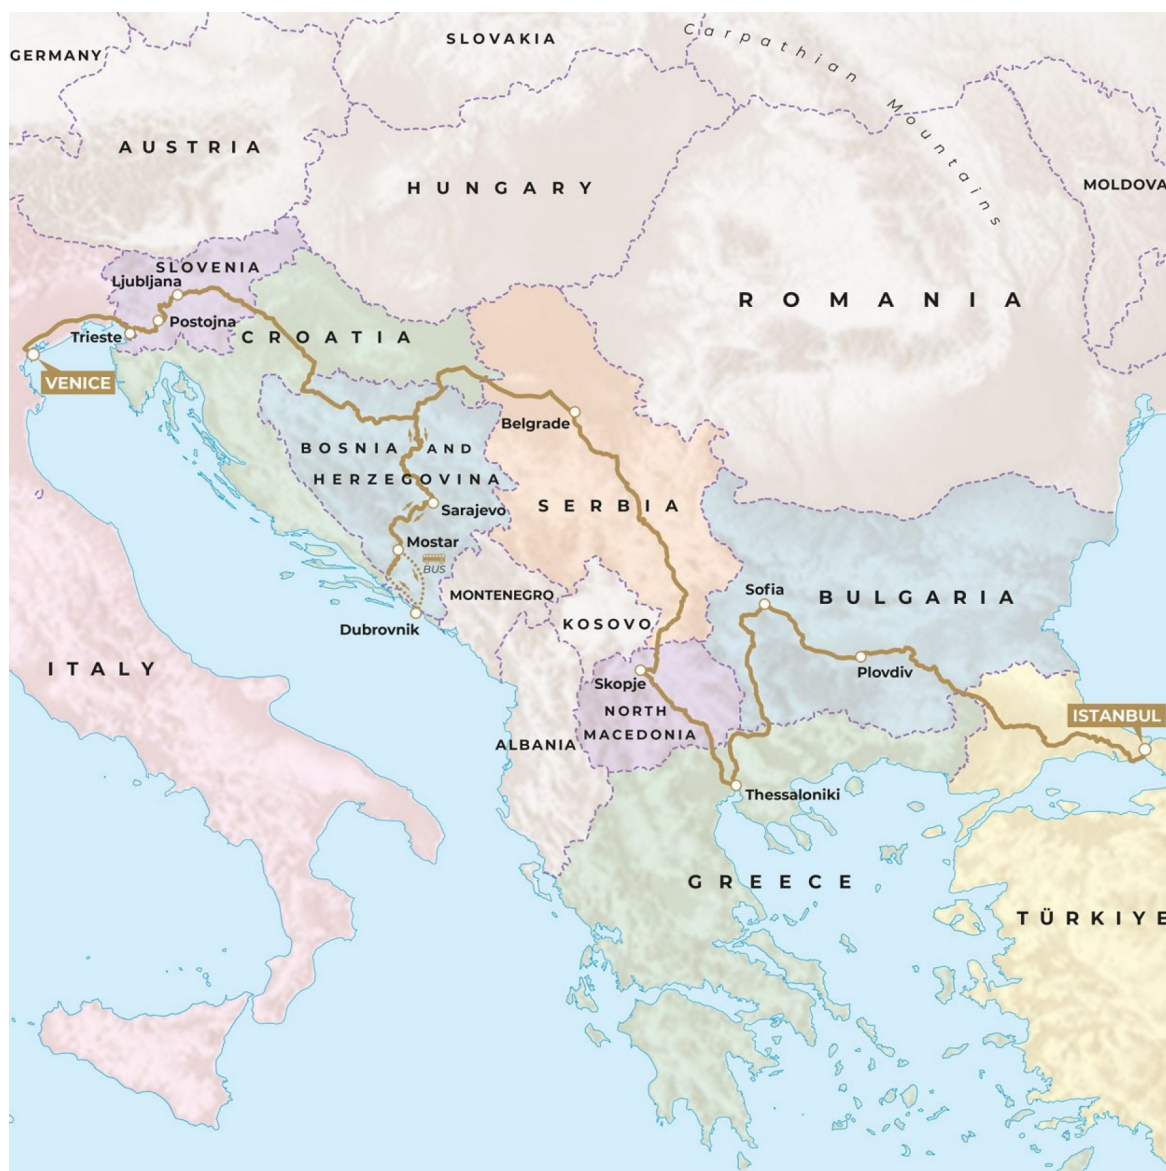 SLOVAKIA
Carpathian Mountains
GERMANY
AUSTRIA
HUNGARY
MOLDOVA
SLOVENIA
Ljubljana
ROMANIA
Postojna
Trieste
CROATIA
VENICE
Belgrade
BOSNIA AND
HERZEGOVINA
SERBIA
Sarajevo
Mostar
BUS
Sofia
MONTENEGRO
BULGARIA
KOSOVO
Dubrovnik
ITALY
Plovdiv
Skopje
NORTH
MACEDONIA
ISTANBUL
ALBANIA
Thessaloniki
GREECE
TÜRKIYE